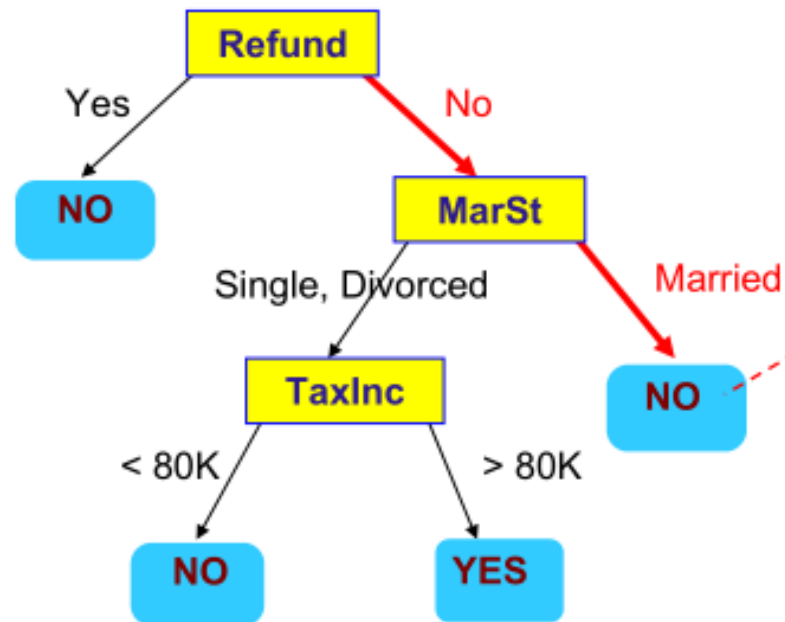 Refund
Yes
No
NO
MarSt
Single, Divorced
Married
TaxInc
NO
< 80K
> 80K
NO
YES